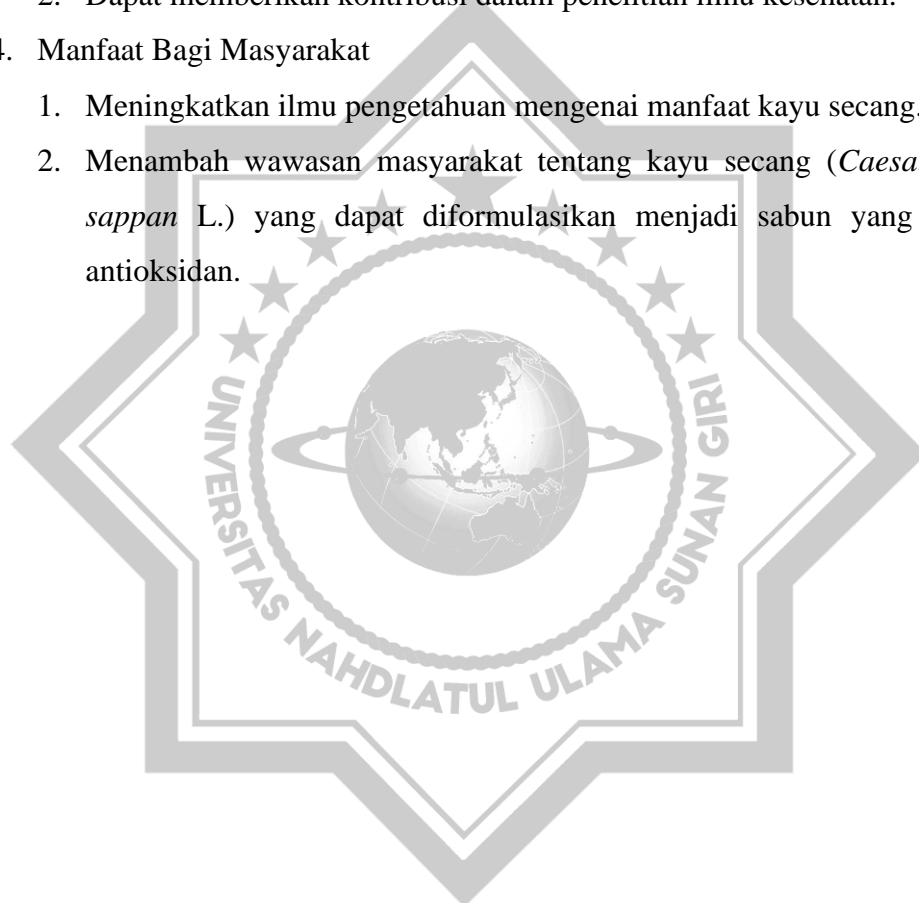 2. Dapat memberikan kontribusi dalam penelitian ilmu kesehatan.
4. Manfaat Bagi Masyarakat
1. Meningkatkan ilmu pengetahuan mengenai manfaat kayu secang.
2. Menambah wawasan masyarakat tentang kayu secang (Caesa
sappan L.) yang dapat diformulasikan menjadi sabun yang
antioksidan.
UNIVERSITAS NAHDLATUL ULAMA SUNAN GIRI